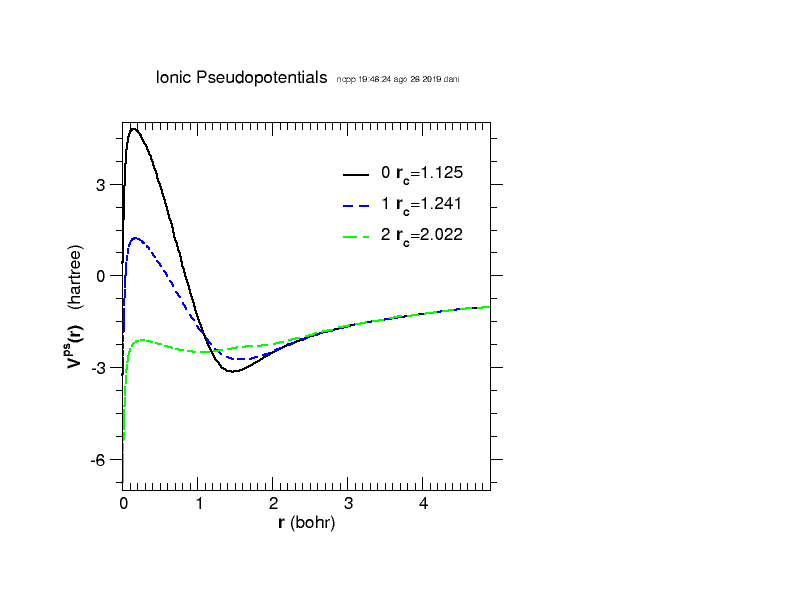 Ionic Pseudopotentials ncpp 19:46:24 ago 26 2019 dani
0 rc=1.125
1 rc=1.241
2 rc=2.022
3
0
-3
-6
Vps(r) (hartree)
0 1 2 3 4
r (bohr)